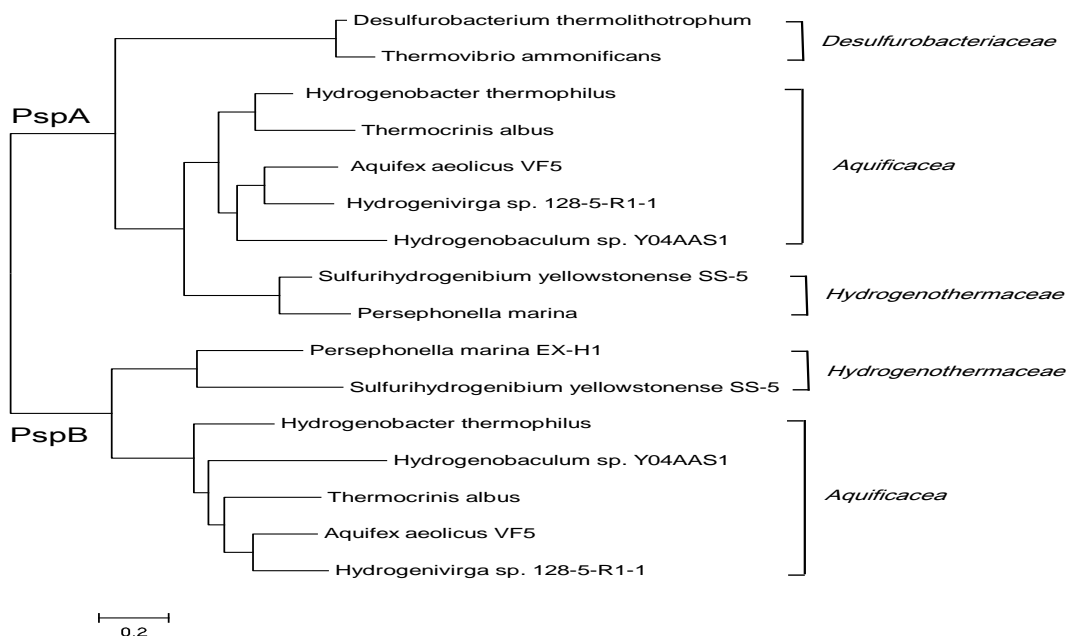 Desulfurobacterium thermolithotrophum
Thermovibrio ammonificans
Desulfurobacteriaceae
PspA
Hydrogenobacter thermophilus
Thermocrinis albus
Aquifex aeolicus VF5
Hydrogenivirga sp. 128-5-R1-1
Hydrogenobaculum sp. Y04AAS1
Aquificacea
Sulfurihydrogenibium yellowstonense SS-5
Persephonella marina
Hydrogenothermaceae
Persephonella marina EX-H1
Sulfurihydrogenibium yellowstonense SS-5
Hydrogenothermaceae
PspB
Hydrogenobacter thermophilus
Hydrogenobaculum sp. Y04AAS1
Thermocrinis albus
Aquifex aeolicus VF5
Hydrogenivirga sp. 128-5-R1-1
Aquificacea
0.2